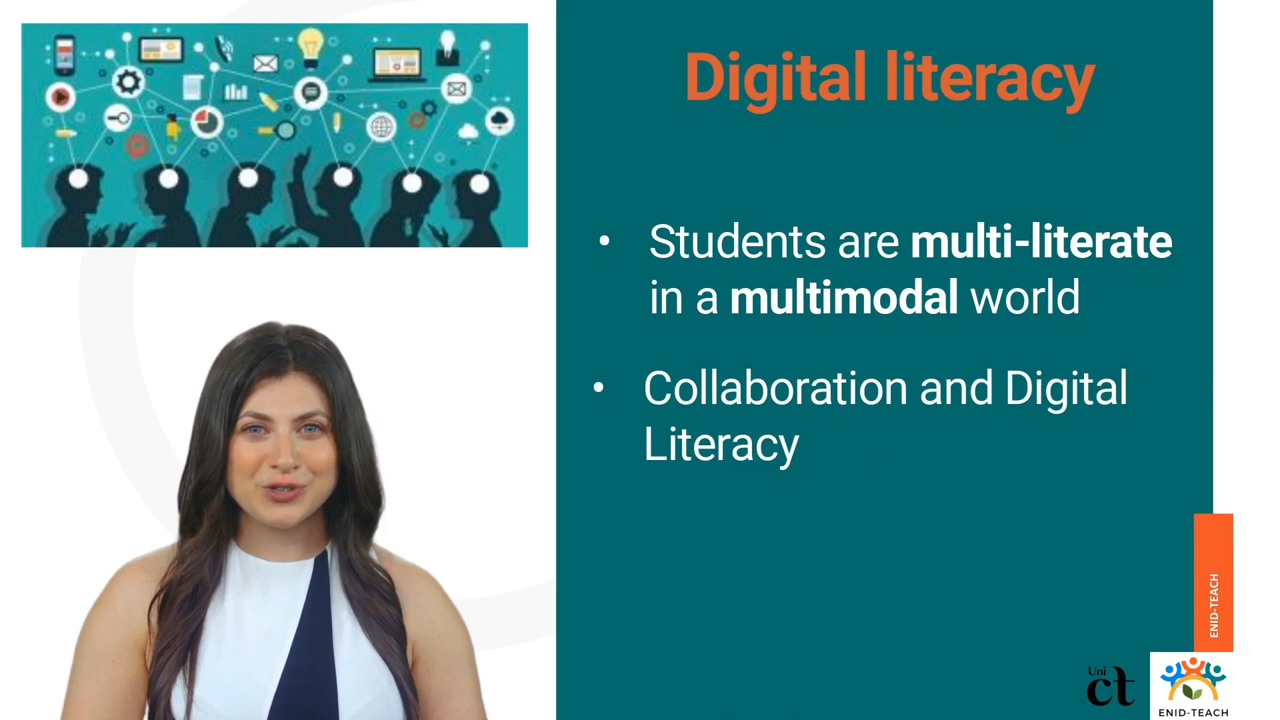 Digital literacy
• Students are multi-literate
in a multimodal world
• Collaboration and Digital
Literacy
ENID-TEACH
Uni
ct
ENID-TEACH